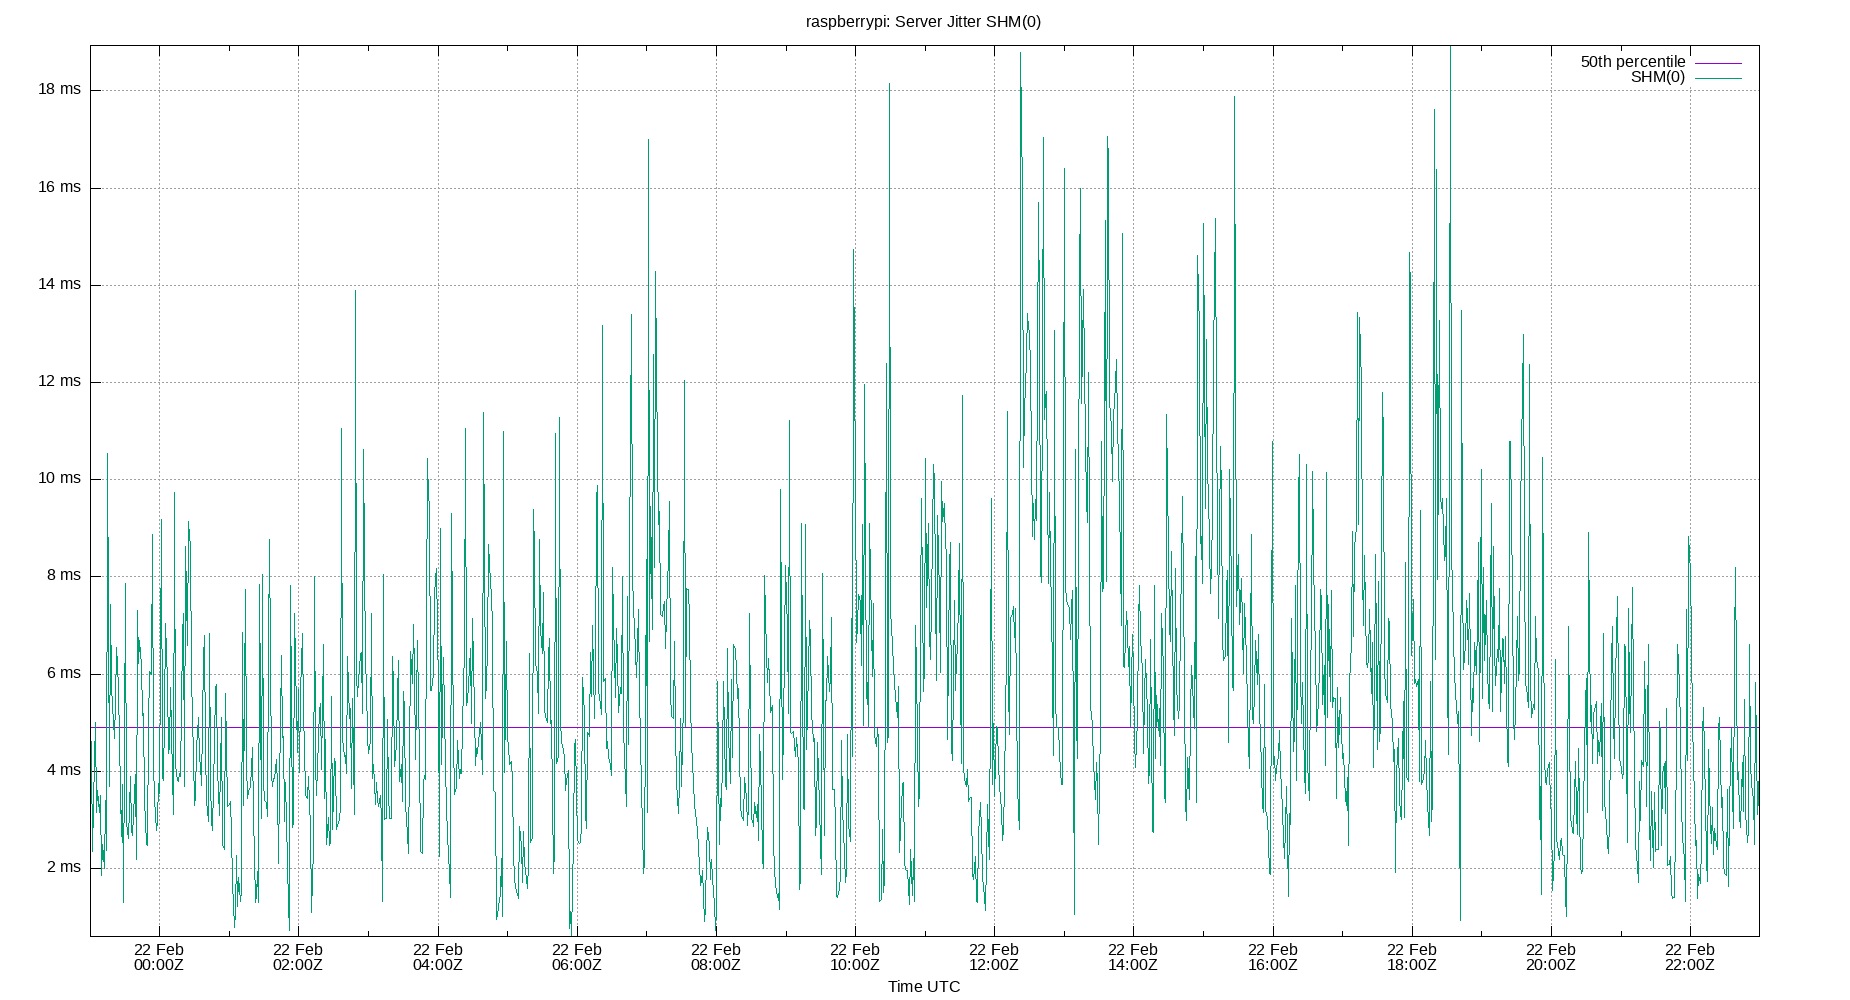 raspberrypi: Server Jitter SHM(0)
50th percentile
SHM(0)
18 ms
16 ms
14 ms
12 ms
10 ms
8 ms
6 ms
4 ms
2 ms
22 Feb 22 Feb 22 Feb 22 Feb 22 Feb 22 Feb 22 Feb 22 Feb 22 Feb 22 Feb 22 Feb 22 Feb
00:00Z 02:00Z 04:00Z 06:00Z 08:00Z 10:00Z 12:00Z 14:00Z 16:00Z 18:00Z 20:00Z 22:00Z
Time UTC